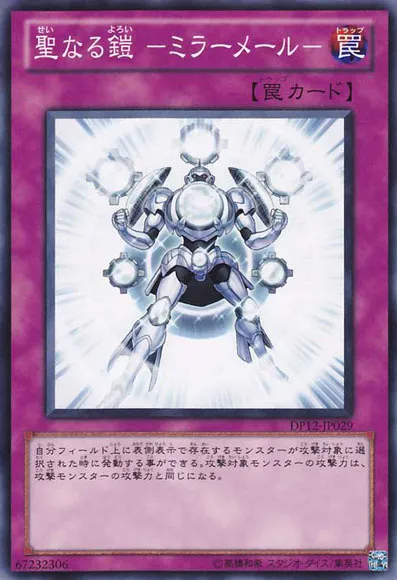 聖なる鎧 －ミラーメール－ 罠
【罠カード】
DP12-JP029
自分フィールド上に表側表示で存在するモンスターが攻撃対象に選
択された時に発動する事ができる。攻撃対象モンスターの攻撃力は、
攻撃モンスターの攻撃力と同じになる。
67232306
©高橋和希 スタジオ・ダイス/集英社